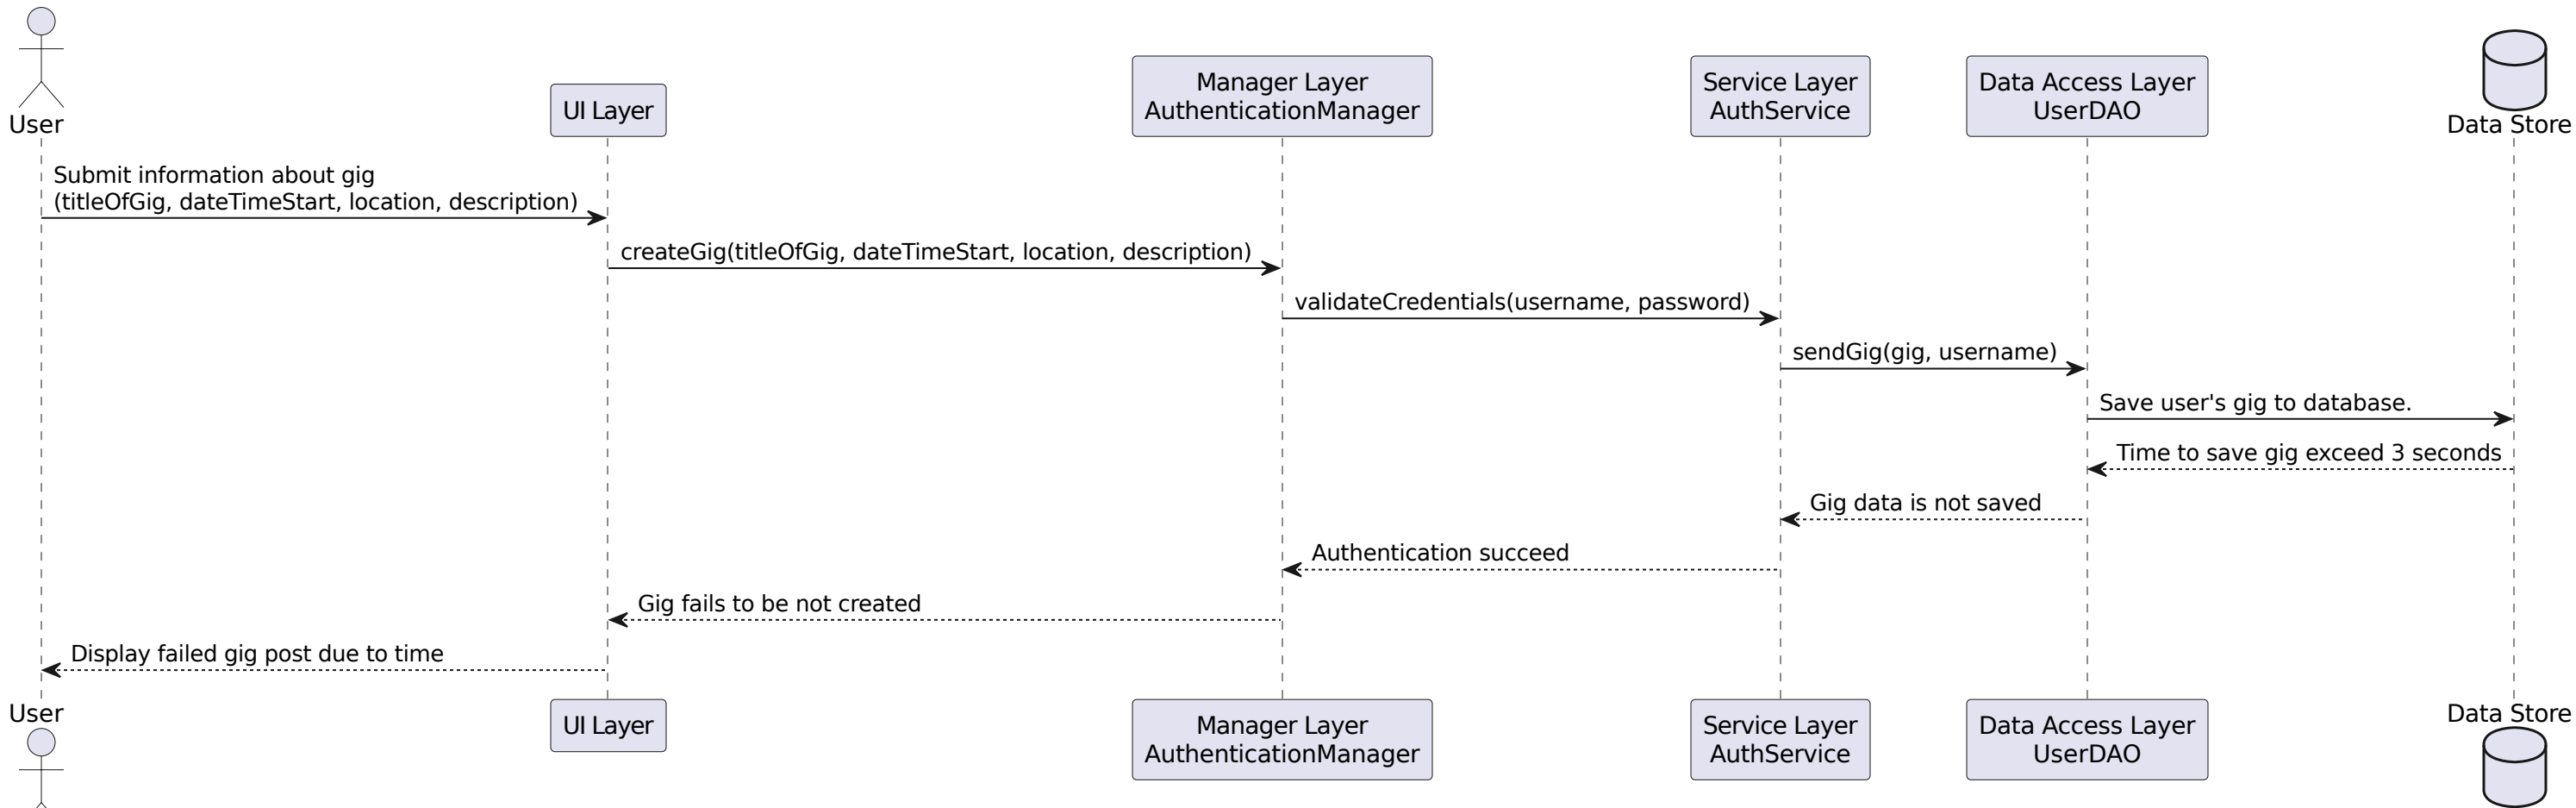 User
UI Layer
Manager Layer
AuthenticationManager
Service Layer
AuthService
Data Access Layer
UserDAO
Data Store
Submit information about gig
(titleOfGig, dateTimeStart, location, description)
createGig(titleOfGig, dateTimeStart, location, description)
validateCredentials(username, password)
sendGig(gig, username)
Save user's gig to database.
Time to save gig exceed 3 seconds
Gig data is not saved
Authentication succeed
Gig fails to be not created
Display failed gig post due to time
User
UI Layer
Manager Layer
AuthenticationManager
Service Layer
AuthService
Data Access Layer
UserDAO
Data Store